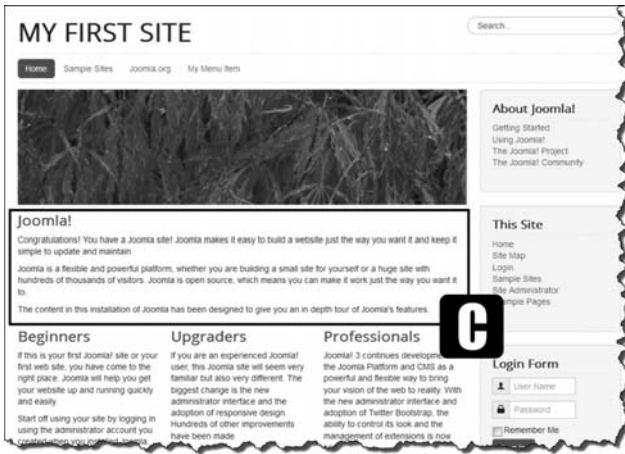 MY FIRST SITE
Search...
Home Sample Sites Joomla.org My Menu Item
Joomla!
Congratulations! You have a Joomla site! Joomla makes it easy to build a website just the way you want it and keep it
simple to update and maintain.
Joomla is a flexible and powerful platform, whether you are building a small site for yourself or a huge site with
hundreds of thousands of visitors. Joomla is open source, which means you can make it work just the way you want it
to.
The content in this installation of Joomla has been designed to give you an in depth tour of Joomla's features.
C
Beginners
If this is your first Joomla! site or your
first web site, you have come to the
right place. Joomla will help you get
your website up and running quickly
and easily.
Start off using your site by logging in
using the administrator account you
created when you installed Joomla.
Upgraders
If you are an experienced Joomla!
user, this Joomla site will seem very
familiar but also very different. The
biggest change is the new
administrator interface and the
adoption of responsive design.
Hundreds of other improvements
have been made.
Professionals
Joomla! 3 continues
the Joomla Platform and CMS as a
powerful and flexible way to bring
your vision of the web to reality. With
the new administrator interface and
adoption of Twitter Bootstrap, the
ability to control its look and the
management of extensions is now
About Joomla!
Getting Started
Using Joomla!
The Joomla! Project
The Joomla! Community
This Site
Home
Site Map
Login
Sample Sites
Site Administrator
Pages
Login Form
User Name
Password
Remember Me